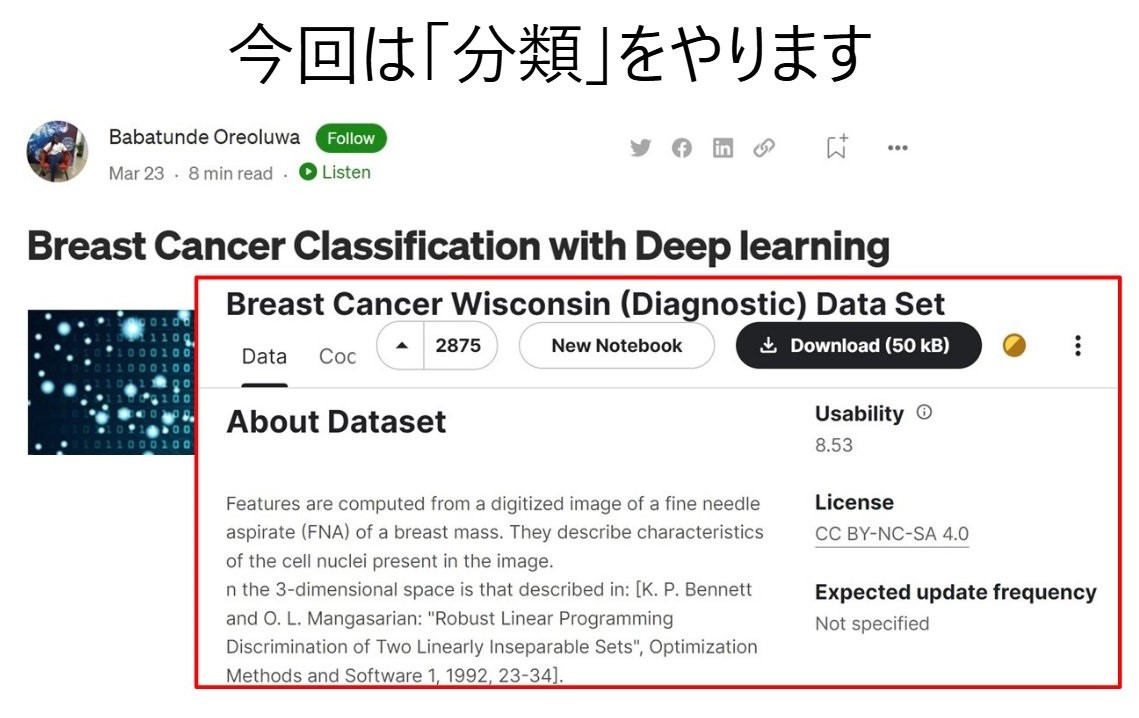 今回は「分類」をやります
Babatunde Oreoluwa Follow
Mar 23 · 8 min read · Listen
Breast Cancer Classification with Deep learning
Breast Cancer Wisconsin (Diagnostic) Data Set
Data Coc 2875 New Notebook Download (50 kB)
About Dataset
Features are computed from a digitized image of a fine needle
aspirate (FNA) of a breast mass. They describe characteristics
of the cell nuclei present in the image.
n the 3-dimensional space is that described in: [K. P. Bennett
and O. L. Mangasarian: "Robust Linear Programming
Discrimination of Two Linearly Inseparable Sets", Optimization
Methods and Software 1, 1992, 23-34].
Usability
8.53
License
CC BY-NC-SA 4.0
Expected update frequency
Not specified